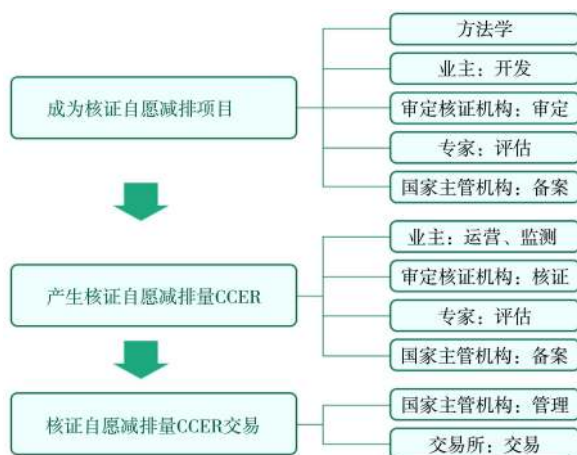 方法学
业主：开发
成为核证自愿减排项目
审定核证机构：审定
专家：评估
国家主管机构：备案
业主：运营、监测
审定核证机构：核证
产生核证自愿减排量CCER
专家：评估
国家主管机构：备案
国家主管机构：管理
核证自愿减排量CCER交易
交易所：交易